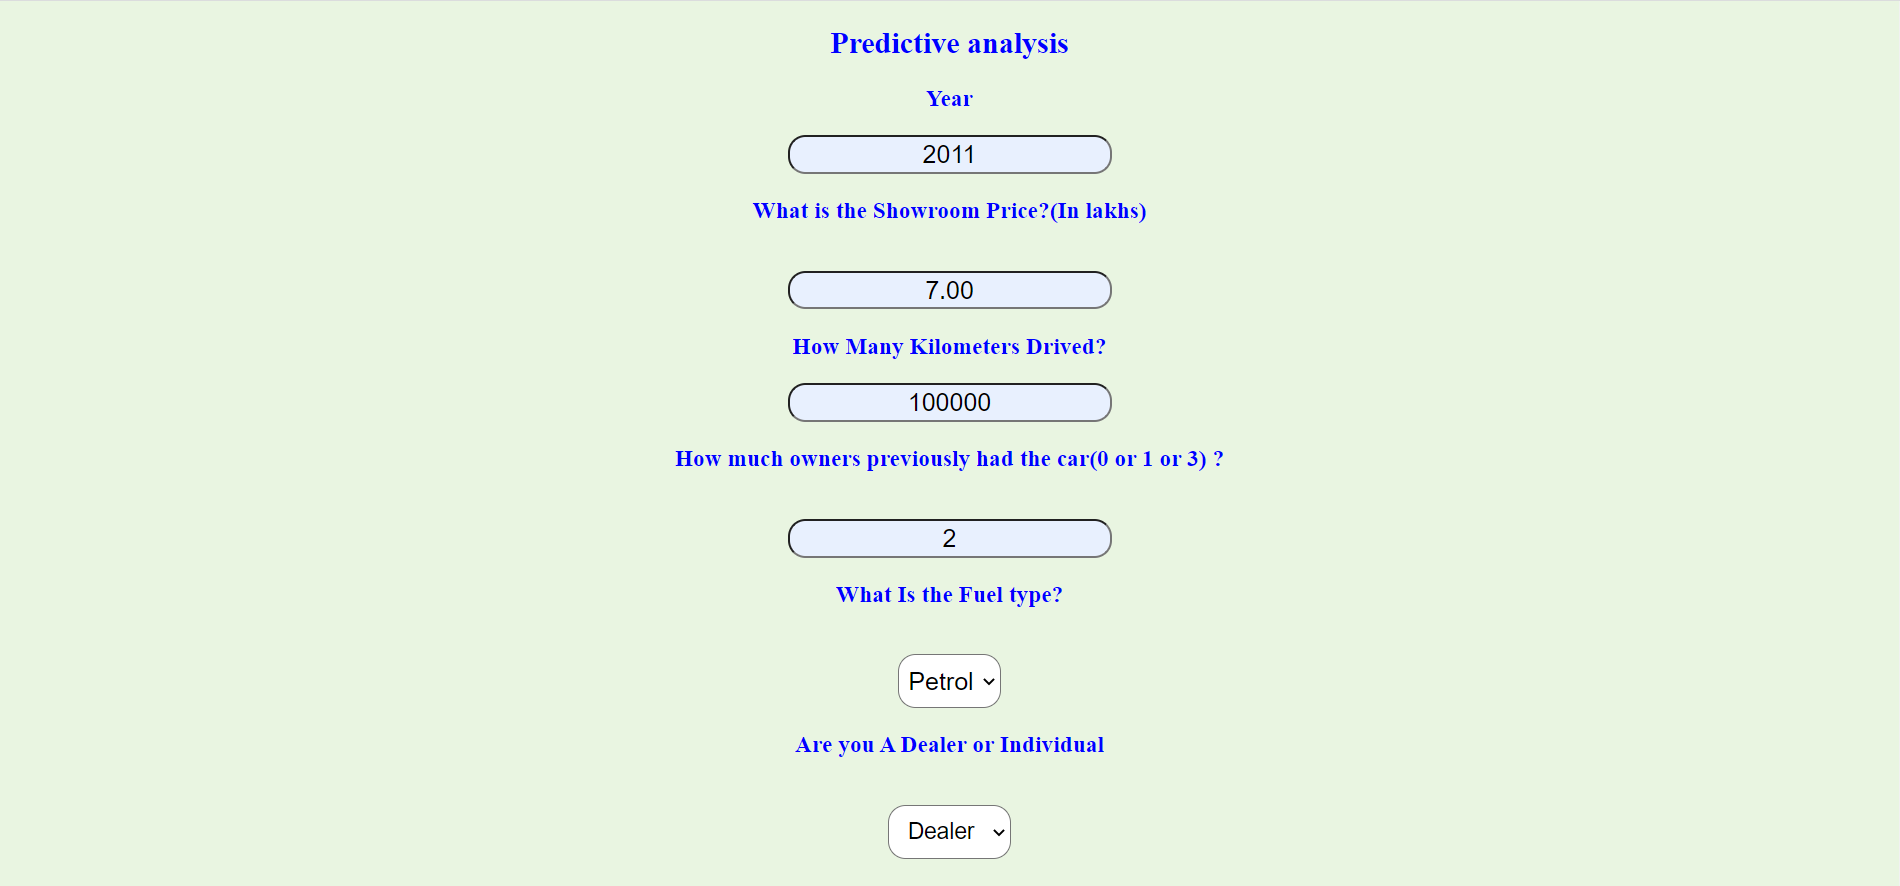 Predictive analysis
Year
2011
What is the Showroom Price?(In lakhs)
7.00
How Many Kilometers Drived?
100000
How much owners previously had the car(0 or 1 or 3) ?
2
What Is the Fuel type?
Petrol
Are you A Dealer or Individual
Dealer